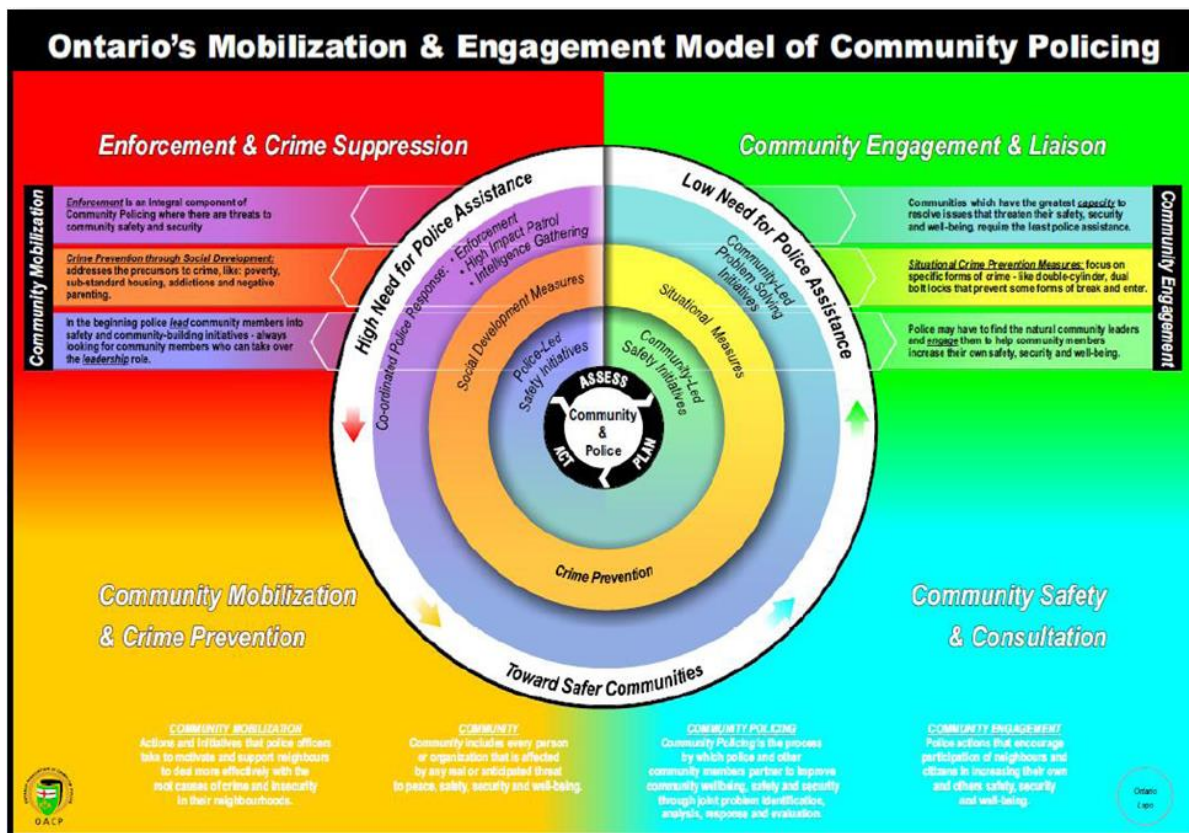 Ontario's Mobilization & Engagement Model of Community Policing
Enforcement & Crime Suppression
Community Engagement & Liaison
Community Mobilization
Enforcement is an integral component of
Community Policing where there are threats to
community safety and security
Crime Prevention through Social Development:
addresses the precursors to crime, like: poverty,
sub-standard housing, addictions and negative
parenting.
In the beginning police lead community members into
safety and community-building initiatives - always
looking for community members who can take over
the leadership role.
High Need for Police Assistance
Low Need for Police Assistance
Co-ordinated Police Response:
• Enforcement
• High Impact Patrol
• Intelligence Gathering
Social Development Measures
Police-Led
Safety Initiatives
Community-Led
Problem Solving
Initiatives
Situational Measures
Community-Led
Safety Initiatives
ASSESS
PLAN
ACT
Community
&
Police
Crime Prevention
Toward Safer Communities
Communities which have the greatest capacity to
resolve issues that threaten their safety, security
and well-being, require the least police assistance.
Situational Crime Prevention Measures: focus on
specific forms of crime - like double-cylinder, dual
bolt locks that prevent some forms of break and enter.
Police may have to find the natural community leaders
and engage them to help community members
increase their own safety, security and well-being.
Community Engagement
Community Mobilization
& Crime Prevention
Community Safety
& Consultation
COMMUNITY MOBILIZATION
Actions and initiatives that police officers
take to motivate and support neighbours
to deal more effectively with the
root causes of crime and insecurity
in their neighbourhoods.
COMMUNITY
Community includes every person
or organization that is affected
by any real or anticipated threat
to peace, safety, security and well-being.
COMMUNITY POLICING
Community Policing is the process
by which police and other
community members partner to improve
community wellbeing, safety and security
through joint problem identification,
analysis, response and evaluation.
COMMUNITY ENGAGEMENT
Police actions that encourage
participation of neighbours and
citizens in increasing their own
and others safety, security
and well-being.
OACP
Ontario